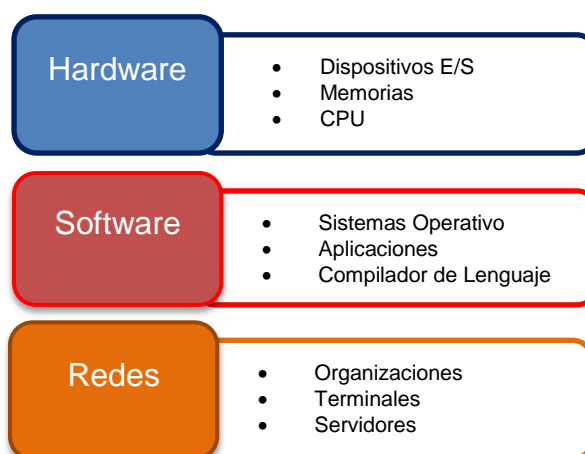 Hardware
• Dispositivos E/S
• Memorias
• CPU
Software
• Sistemas Operativo
• Aplicaciones
• Compilador de Lenguaje
Redes
• Organizaciones
• Terminales
• Servidores